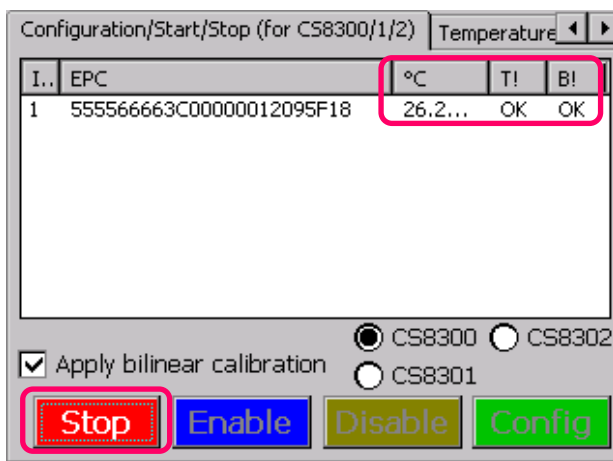 Configuration/Start/Stop (for CS8300/1/2) Temperature
I.. EPC °C T! B!
1 555566663C00000012095F18 26.2... OK OK
CS8300 CS8302
Apply bilinear calibration
CS8301
Stop Enable Disable Config